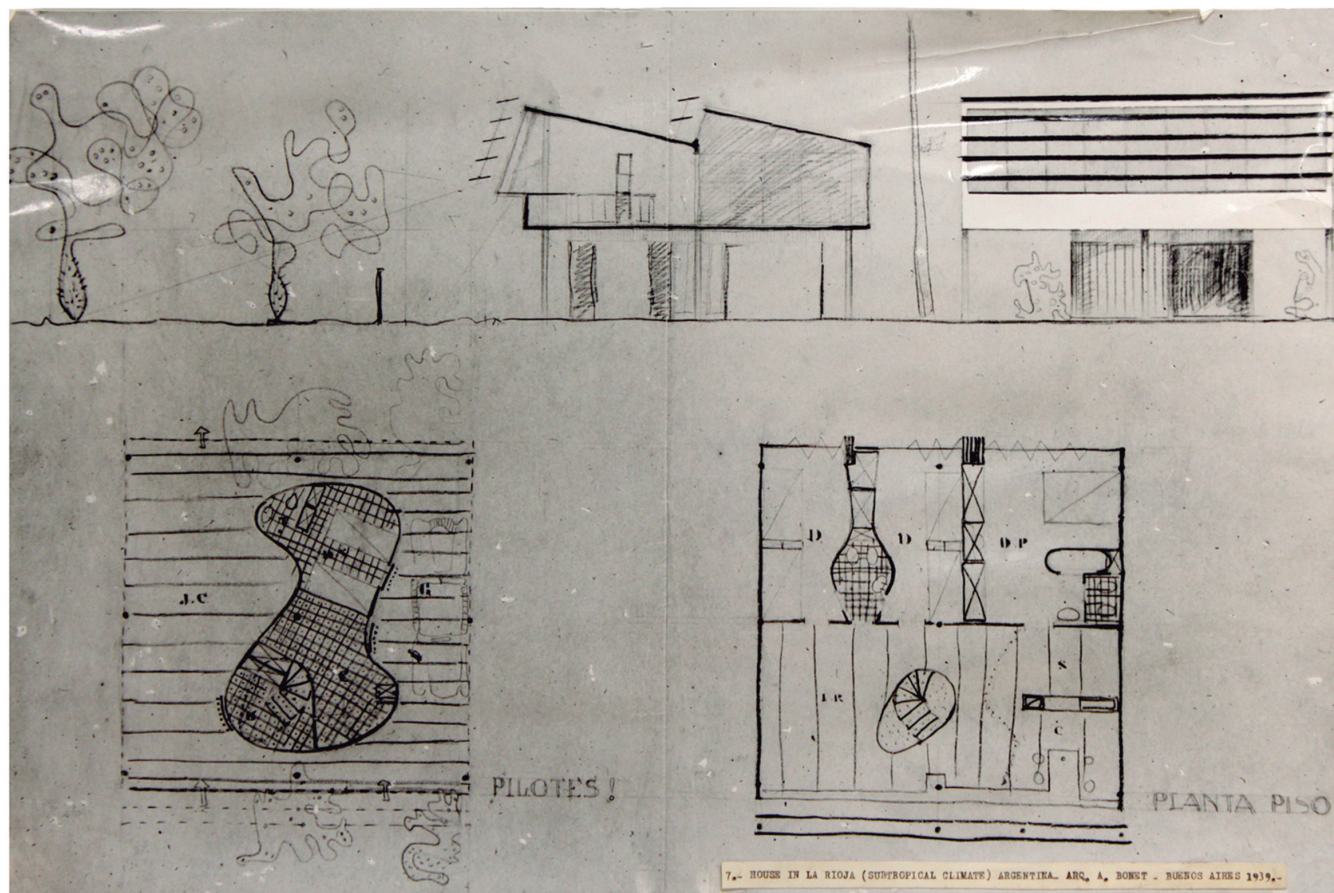 J.C
G
PILOTES!
D
D
D.P
S
C
PLANTA PISO
7.- HOUSE IN LA RIOJA (SUBTROPICAL CLIMATE) ARGENTINA- ARQ. A. BONET - BUENOS AIRES 1939.-